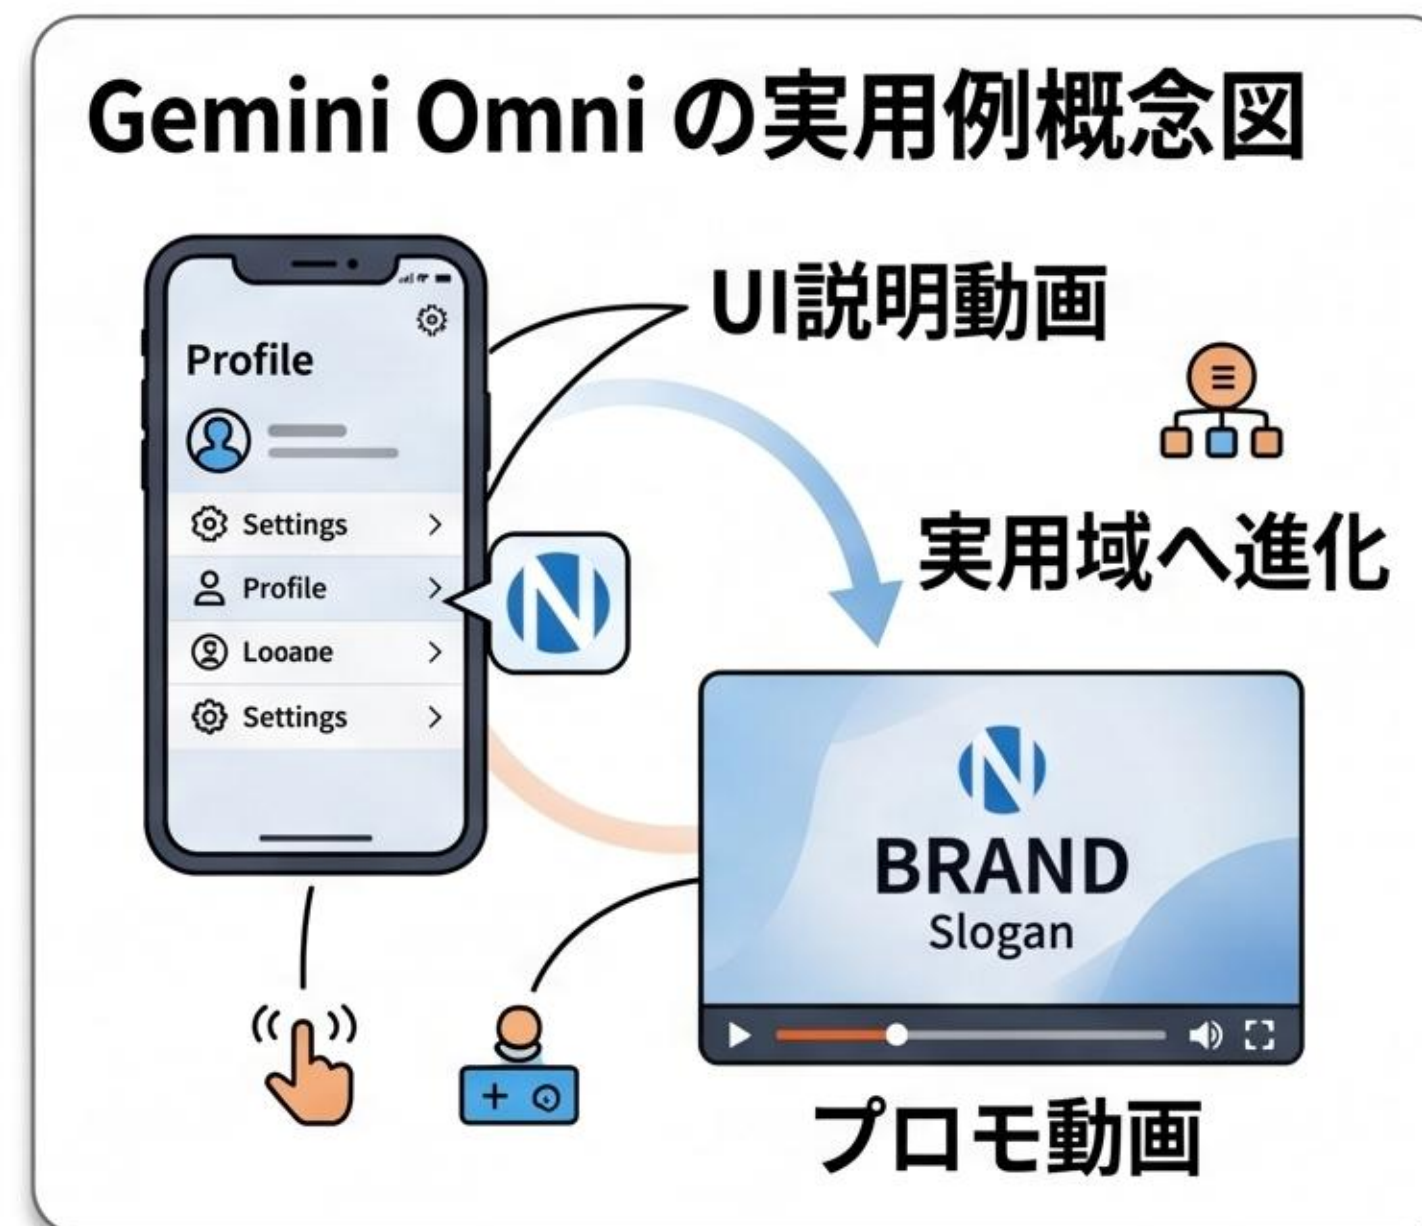 Gemini Omni の実用例概念図
UI説明動画
Profile
Settings
Profile
Looane
Settings
N
実用域へ進化
N
BRAND
Slogan
プロモ動画